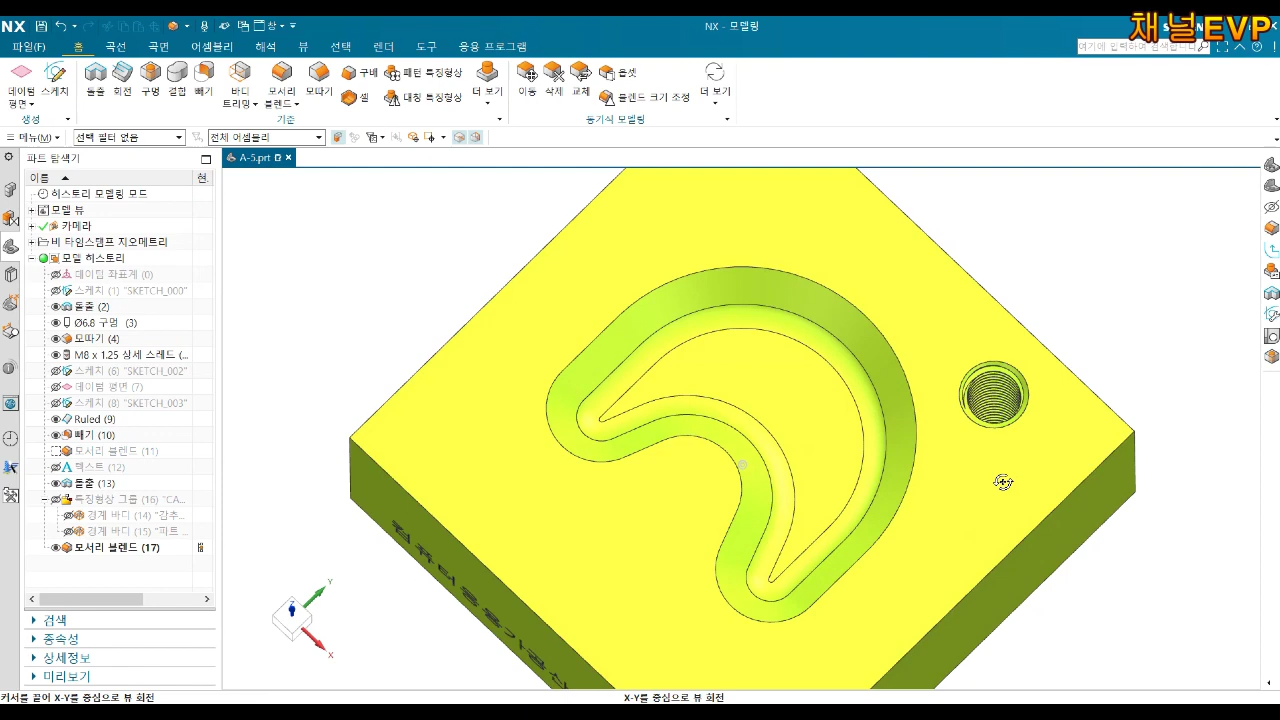 채널EVP
NX
창
NX - 모델링
파일(F)
홈
곡선
곡면
어셈블리
해석
뷰
선택
렌더
도구
응용 프로그램
데이텀 평면
스케치
돌출
회전
구멍
결합
빼기
바디 트리밍
모서리 블렌드
모따기
구배
셸
패턴 특징형상
대칭 특징형상
더 보기
이동
삭제
교체
옵셋
블렌드 크기 조정
더 보기
생성
기준
동기식 모델링
메뉴(M)
선택 필터 없음
전체 어셈블리
파트 탐색기
A-5.prt
이름
현.
히스토리 모델링 모드
모델 뷰
카메라
비 타임스탬프 지오메트리
모델 히스토리
데이텀 좌표계 (0)
스케치 (1) "SKETCH_000"
돌출 (2)
Ø6.8 구멍 (3)
모따기 (4)
M8 x 1.25 상세 스레드 (...
스케치 (6) "SKETCH_002"
데이텀 평면 (7)
스케치 (8) "SKETCH_003"
Ruled (9)
빼기 (10)
모서리 블렌드 (11)
텍스트 (12)
돌출 (13)
특징형상 그룹 (16) "CA...
경계 바디 (14) "감추...
경계 바디 (15) "파트 ...
모서리 블렌드 (17)
검색
종속성
상세정보
미리보기
Y
X
커서를 끌어 X-Y를 중심으로 뷰 회전
X-Y를 중심으로 뷰 회전